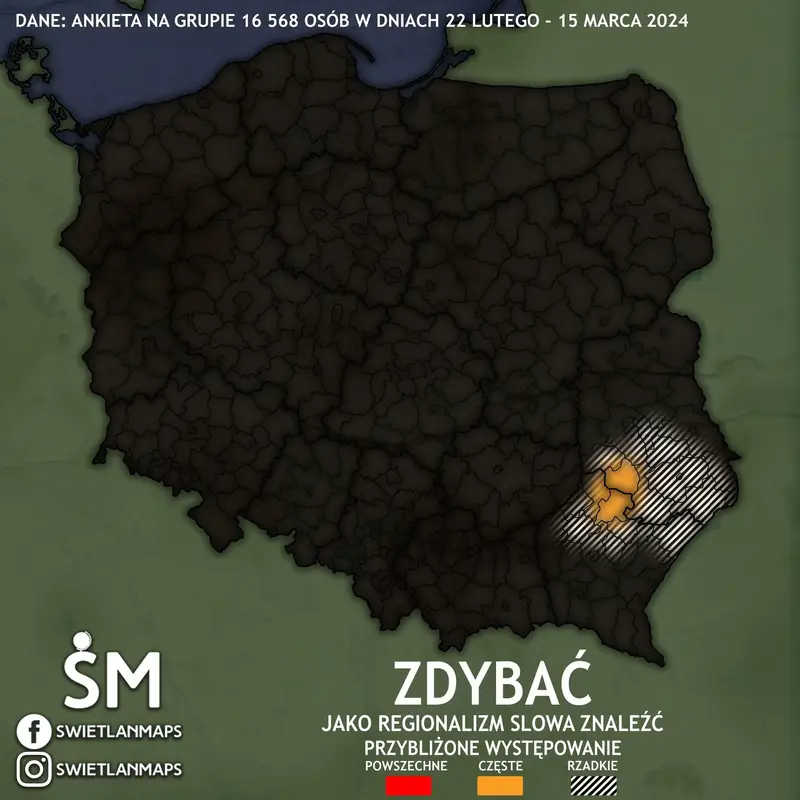 DANE: ANKIETA NA GRUPIE 16 568 OSÓB W DNIACH 22 LUTEGO - 15 MARCA 2024
ŚM
SWIETLANMAPS
SWIETLANMAPS
ZDYBAĆ
JAKO REGIONALIZM SLOWA ZNALEŹĆ
PRZYBLIŻONE WYSTĘPOWANIE
POWSZECHNE CZĘSTE RZADKIE